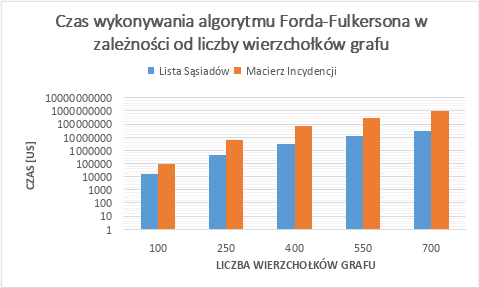 Czas wykonywania algorytmu Forda-Fulkersona w
zależności od liczby wierzchołków grafu
Lista Sąsiadów Macierz Incydencji
10000000000
1000000000
100000000
10000000
1000000
100000
10000
1000
100
10
1
CZAS [US]
100 250 400 550 700
LICZBA WIERZCHOŁKÓW GRAFU